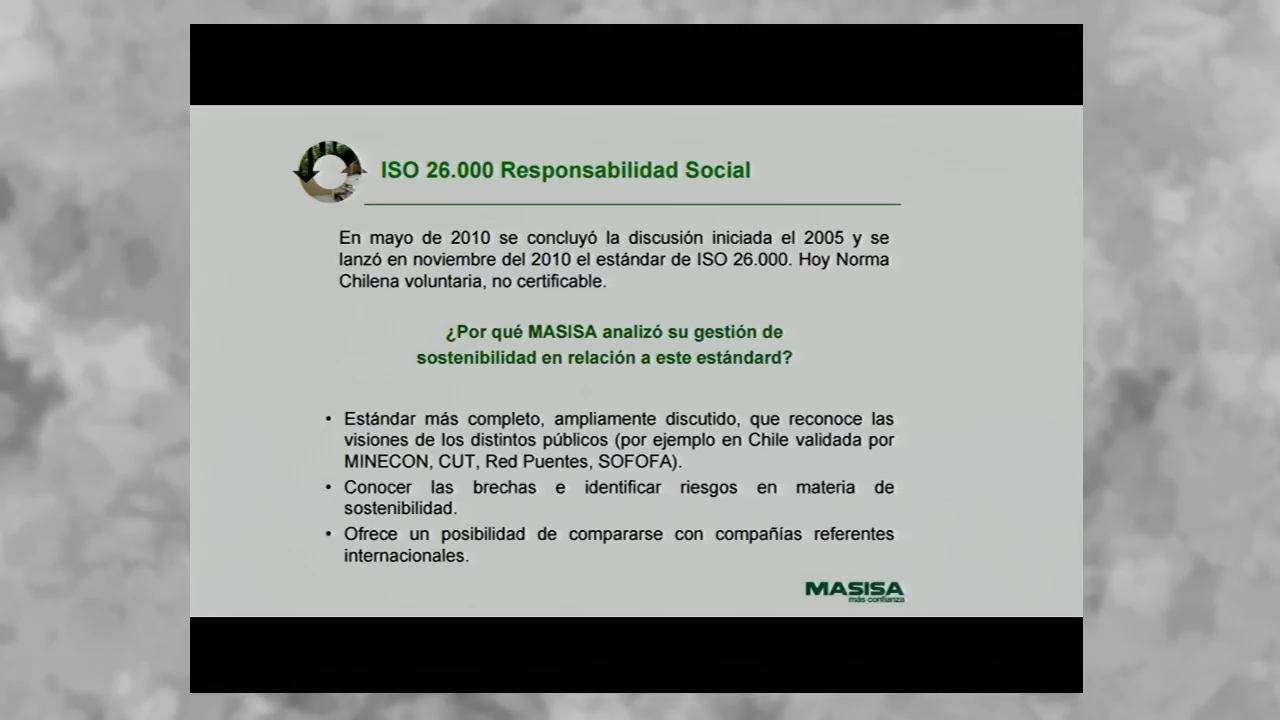 ISO 26.000 Responsabilidad Social
En mayo de 2010 se concluyó la discusión iniciada el 2005 y se
lanzó en noviembre del 2010 el estándar de ISO 26.000. Hoy Norma
Chilena voluntaria, no certificable.
¿Por qué MASISA analizó su gestión de
sostenibilidad en relación a este estándard?
• Estándar más completo, ampliamente discutido, que reconoce las
visiones de los distintos públicos (por ejemplo en Chile validada por
MINECON, CUT, Red Puentes, SOFOFA).
• Conocer las brechas e identificar riesgos en materia de
sostenibilidad.
• Ofrece un posibilidad de compararse con compañías referentes
internacionales.
MASISA
más confianza